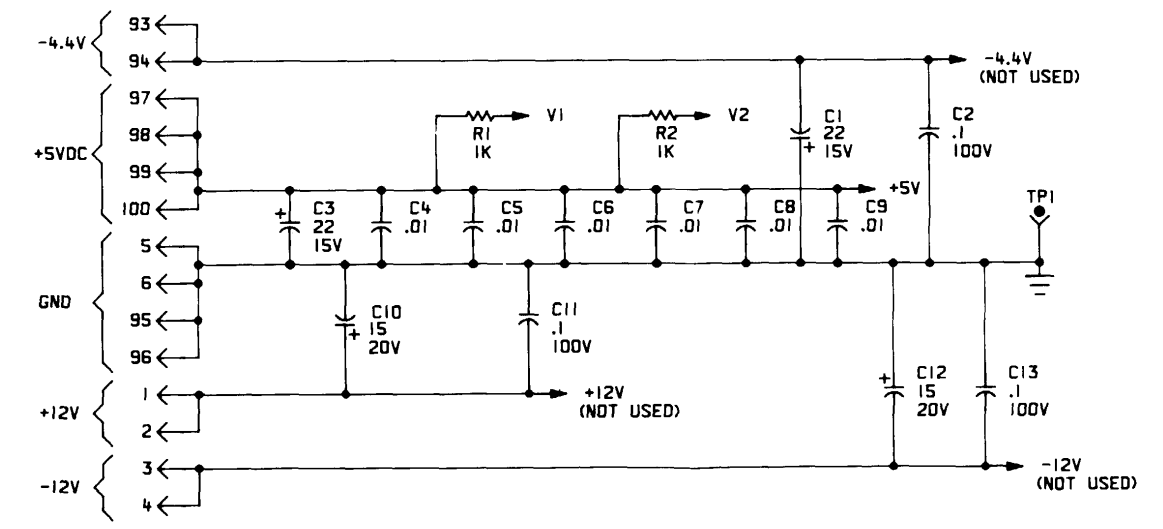 -4.4V
93
94
-4.4V
(NOT USED)
+5VDC
97
98
99
100
R1
1K
V1
R2
1K
V2
C1
22
15V
+
C2
.1
100V
+5V
+
C3
22
15V
C4
.01
C5
.01
C6
.01
C7
.01
C8
.01
C9
.01
TP1
GND
5
6
95
96
C10
15
20V
+
C11
.1
100V
+12V
1
2
+12V
(NOT USED)
+
C12
15
20V
C13
.1
100V
-12V
3
4
-12V
(NOT USED)